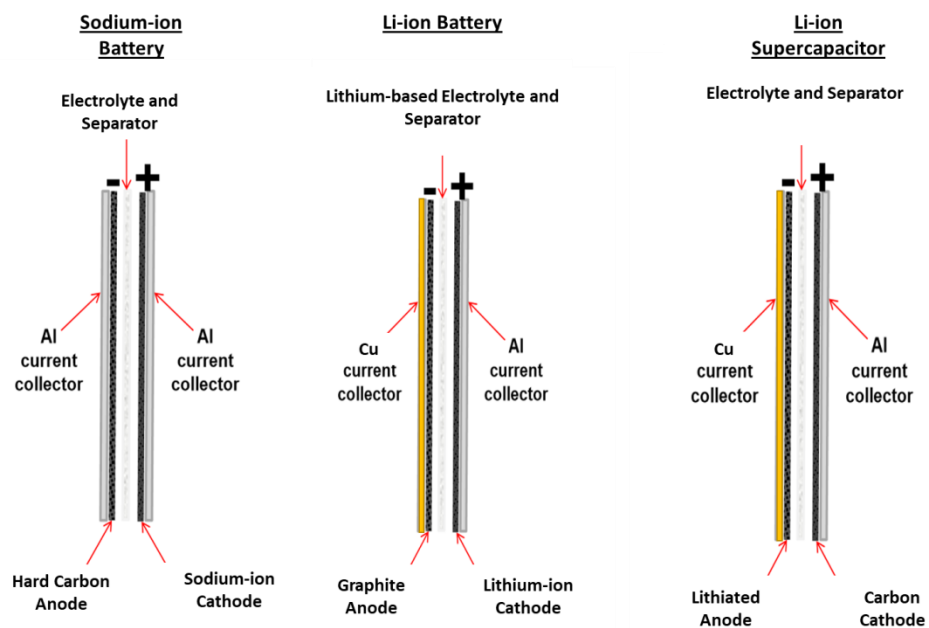 Sodium-ion
Battery
Electrolyte and
Separator
-
+
Al
current
collector
Al
current
collector
Hard Carbon
Anode
Sodium-ion
Cathode
Li-ion Battery
Lithium-based Electrolyte and
Separator
-
+
Cu
current
collector
Al
current
collector
Graphite
Anode
Lithium-ion
Cathode
Li-ion
Supercapacitor
Electrolyte and Separator
-
+
Cu
current
collector
Al
current
collector
Lithiated
Anode
Carbon
Cathode